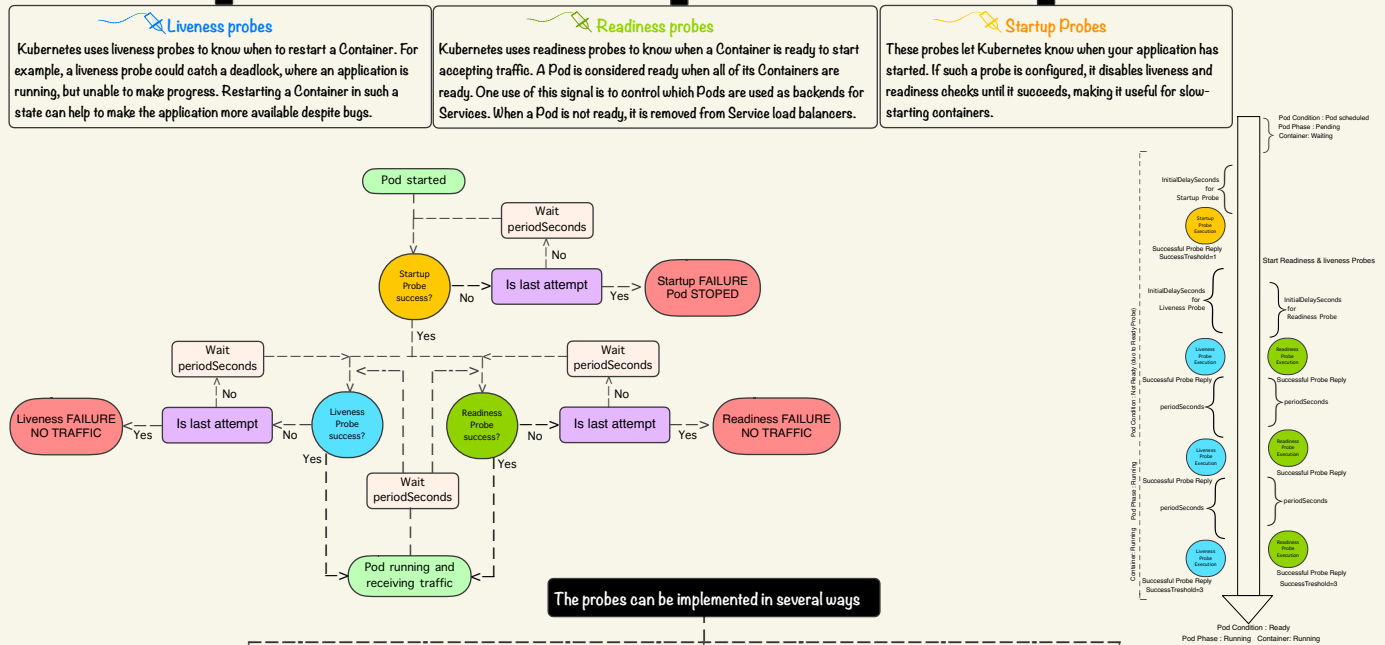 Liveness probes
Kubernetes uses liveness probes to know when to restart a Container. For
example, a liveness probe could catch a deadlock, where an application is
running, but unable to make progress. Restarting a Container in such a
state can help to make the application more available despite bugs.
Readiness probes
Kubernetes uses readiness probes to know when a Container is ready to start
accepting traffic. A Pod is considered ready when all of its Containers are
ready. One use of this signal is to control which Pods are used as backends for
Services. When a Pod is not ready, it is removed from Service load balancers.
Startup Probes
These probes let Kubernetes know when your application has
started. If such a probe is configured, it disables liveness and
readiness checks until it succeeds, making it useful for slow-
starting containers.
Pod started
Wait
periodSeconds
No
Startup
Probe
success?
No
Is last attempt
Yes
Startup FAILURE
Pod STOPED
Yes
Wait
periodSeconds
Wait
periodSeconds
No
No
Liveness FAILURE
NO TRAFFIC
Yes
Is last attempt
No
Liveness
Probe
success?
Readiness
Probe
success?
No
Is last attempt
Yes
Readiness FAILURE
NO TRAFFIC
Yes
Yes
Wait
periodSeconds
Pod running and
receiving traffic
The probes can be implemented in several ways
Pod Condition : Pod scheduled
Pod Phase : Pending
Container: Waiting
InitialDelaySeconds
for
Startup Probe
Startup
Probe
Execution
Successful Probe Reply
SuccessTreshold=1
Start Readiness & liveness Probes
InitialDelaySeconds
for
Liveness Probe
InitialDelaySeconds
for
Readiness Probe
Liveness
Probe
Execution
Readiness
Probe
Execution
Successful Probe Reply
Successful Probe Reply
periodSeconds
periodSeconds
Liveness
Probe
Execution
Readiness
Probe
Execution
Successful Probe Reply
Successful Probe Reply
periodSeconds
periodSeconds
Liveness
Probe
Execution
Readiness
Probe
Execution
Successful Probe Reply
SuccessTreshold=3
Successful Probe Reply
SuccessTreshold=3
Container: Running Pod Phase : Running Pod Condition : Not Ready (due to Ready Probe)
Pod Condition : Ready
Pod Phase : Running Container: Running